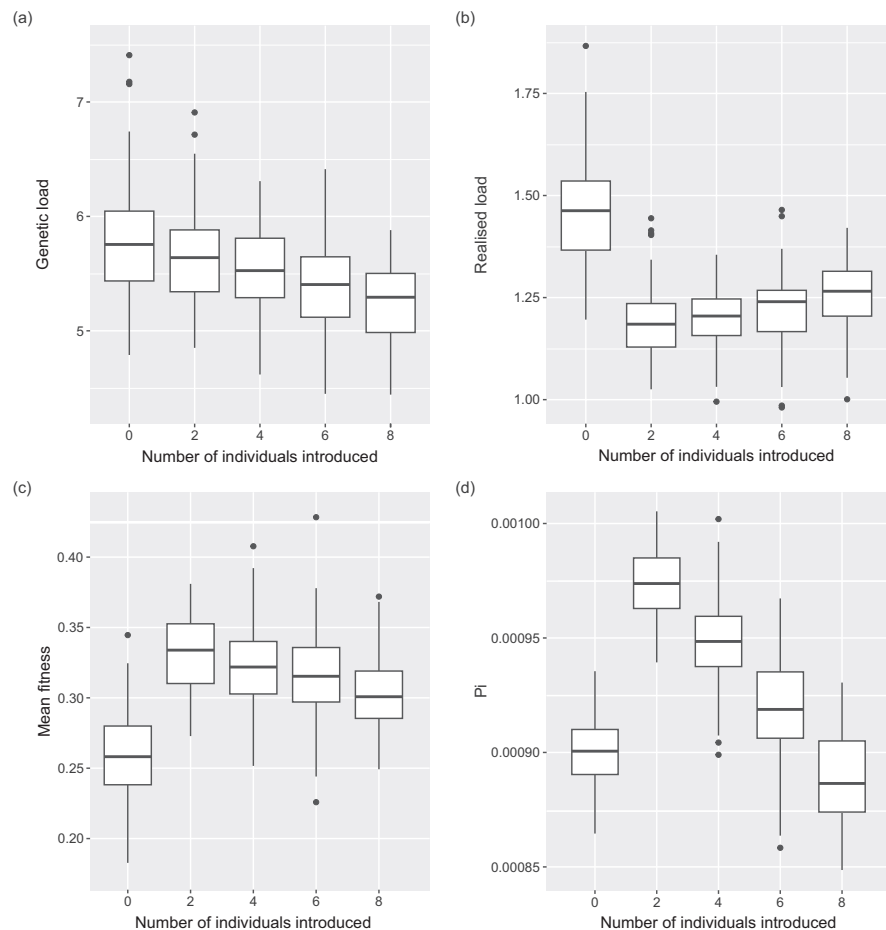 (a)
7
6
5
Genetic load
0 2 4 6 8
Number of individuals introduced
(b)
1.75
1.50
1.25
1.00
Realised load
0 2 4 6 8
Number of individuals introduced
(c)
0.40
0.35
0.30
0.25
0.20
Mean fitness
0 2 4 6 8
Number of individuals introduced
(d)
0.00100
0.00095
0.00090
0.00085
Pi
0 2 4 6 8
Number of individuals introduced